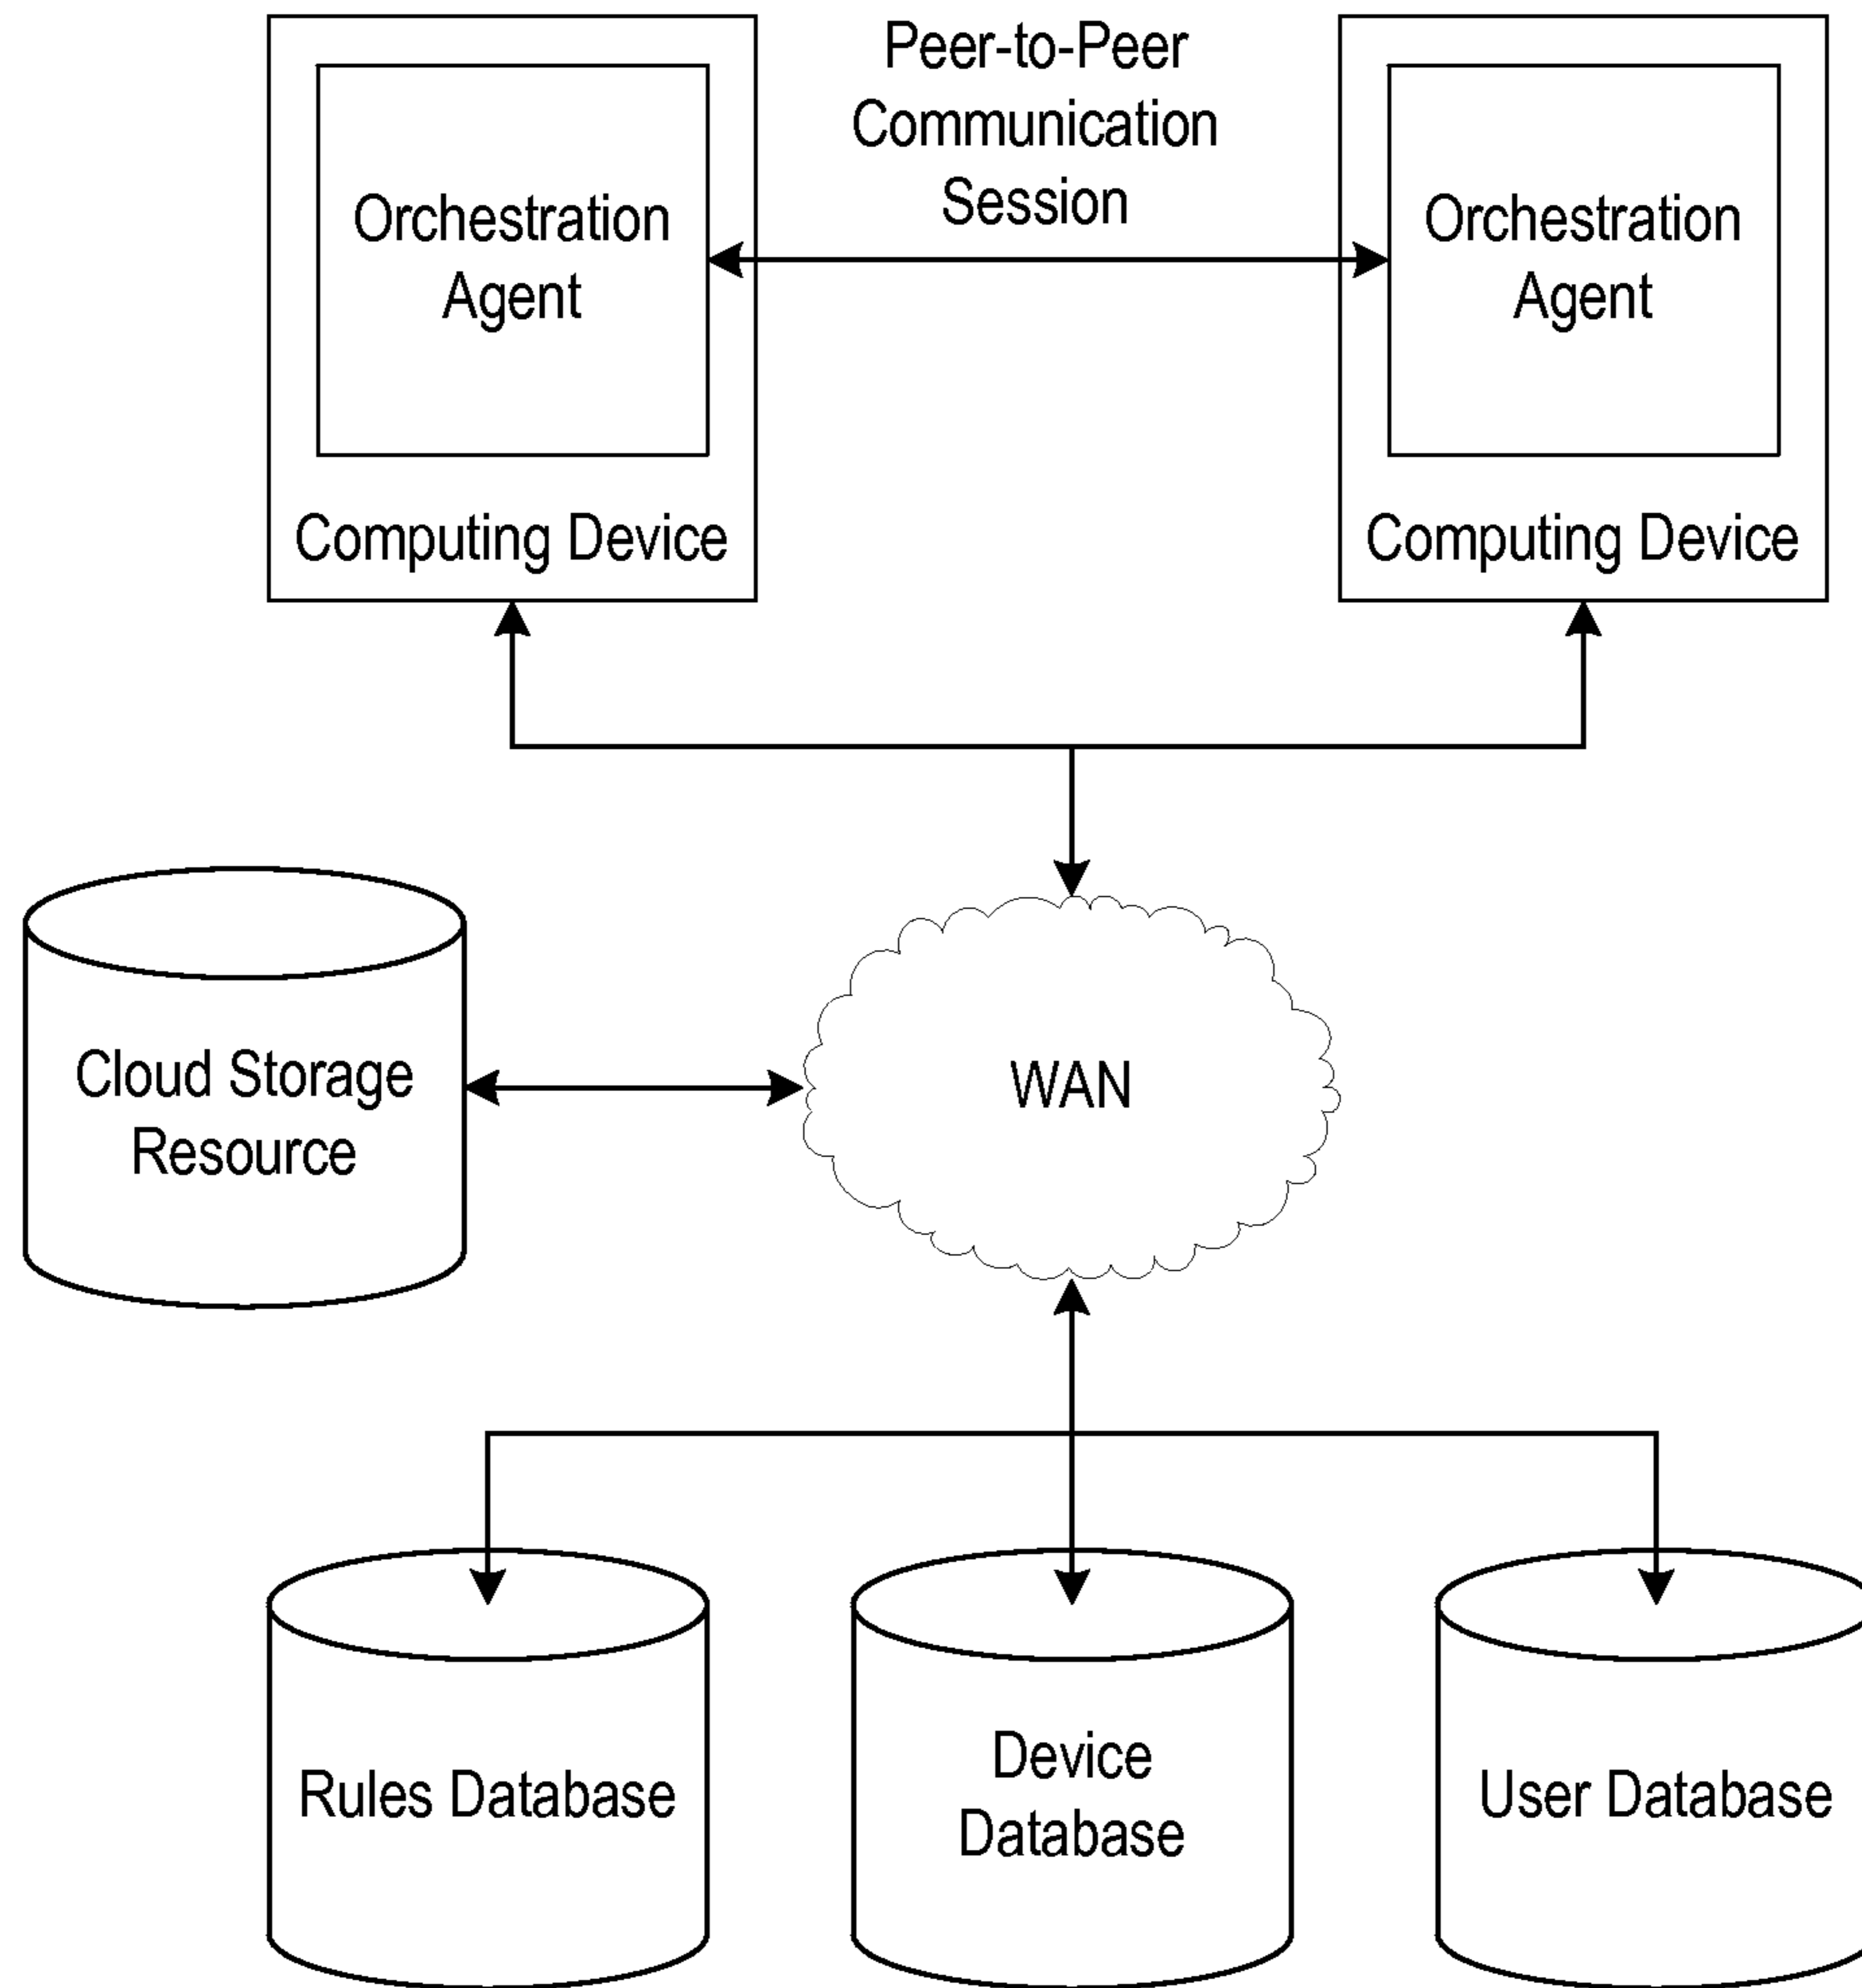 Peer-to-Peer
Communication
Session
Orchestration
Agent
Computing Device
Orchestration
Agent
Computing Device
Cloud Storage
Resource
WAN
Rules Database
Device
Database
User Database